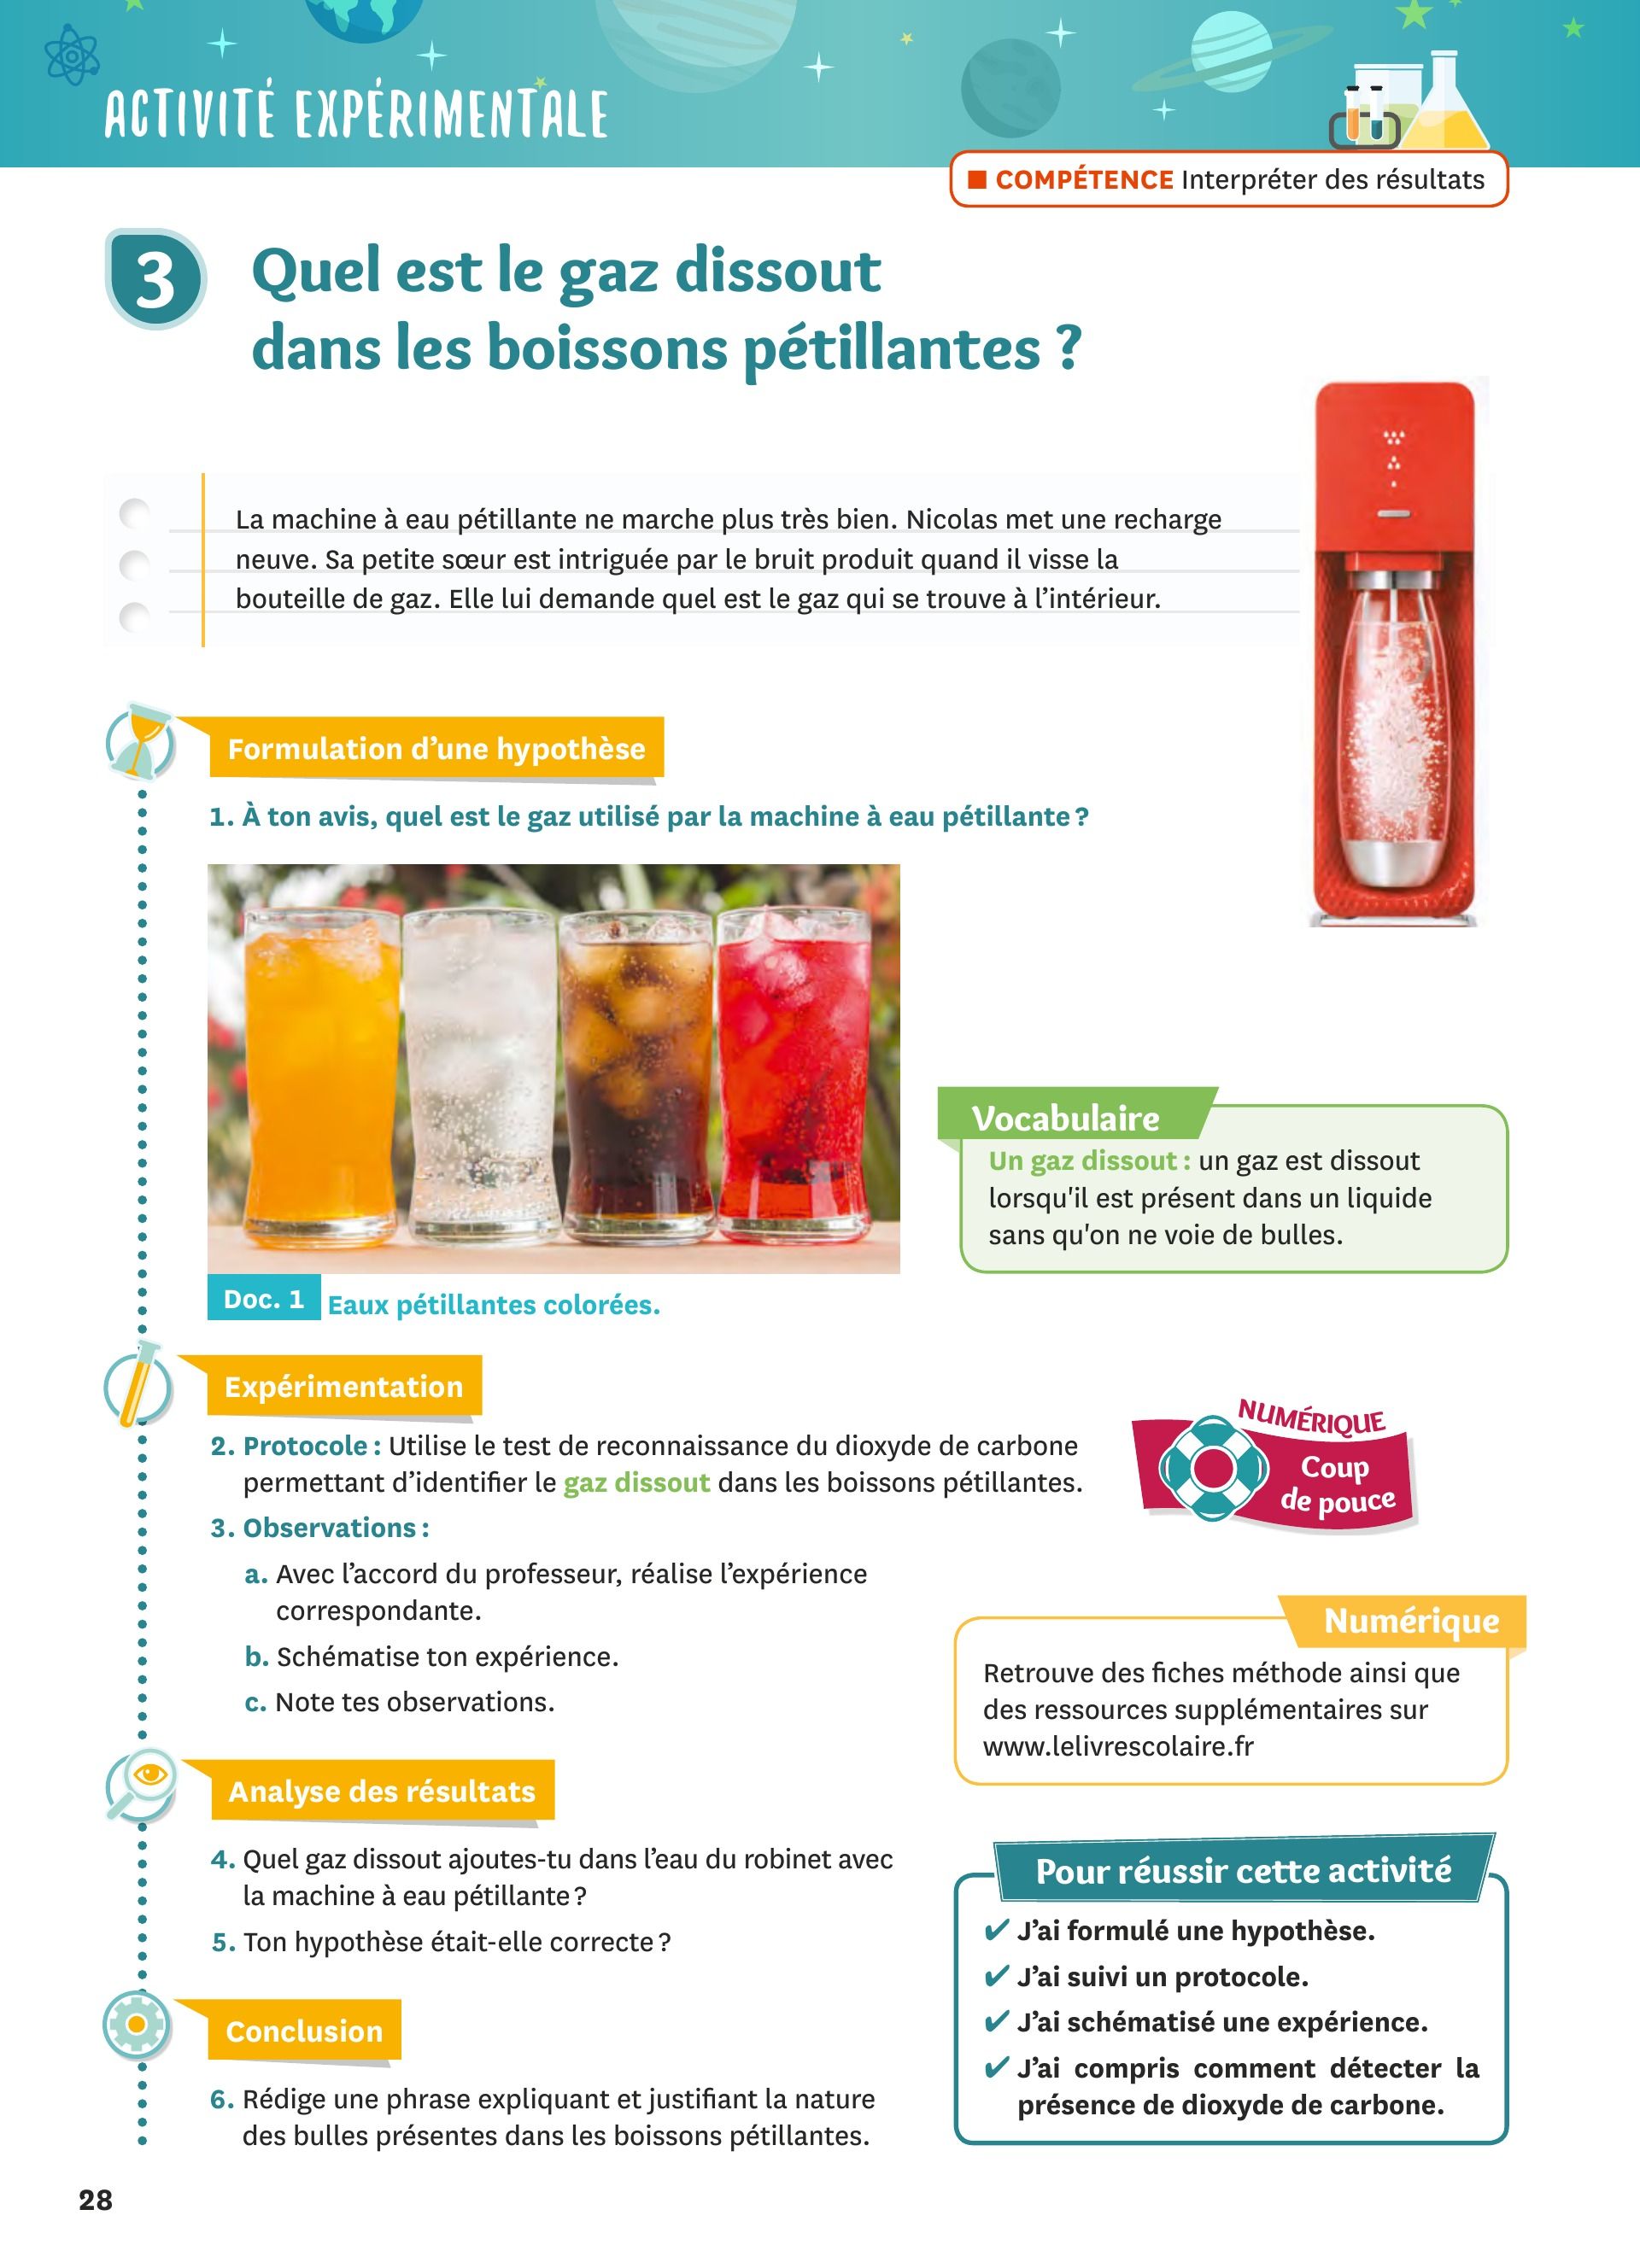 ACTIVITÉ EXPÉRIMENTALE
■ COMPÉTENCE Interpréter des résultats
3
Quel est le gaz dissout
dans les boissons pétillantes ?
La machine à eau pétillante ne marche plus très bien. Nicolas met une recharge
neuve. Sa petite sœur est intriguée par le bruit produit quand il visse la
bouteille de gaz. Elle lui demande quel est le gaz qui se trouve à l’intérieur.
Formulation d’une hypothèse
1. À ton avis, quel est le gaz utilisé par la machine à eau pétillante ?
Vocabulaire
Un gaz dissout : un gaz est dissout
lorsqu'il est présent dans un liquide
sans qu'on ne voie de bulles.
Doc. 1 Eaux pétillantes colorées.
Expérimentation
2. Protocole : Utilise le test de reconnaissance du dioxyde de carbone
permettant d’identifier le gaz dissout dans les boissons pétillantes.
NUMÉRIQUE
Coup
de pouce
3. Observations :
a. Avec l’accord du professeur, réalise l’expérience
correspondante.
b. Schématise ton expérience.
c. Note tes observations.
Numérique
Retrouve des fiches méthode ainsi que
des ressources supplémentaires sur
www.lelivrescolaire.fr
Analyse des résultats
4. Quel gaz dissout ajoutes-tu dans l’eau du robinet avec
la machine à eau pétillante ?
5. Ton hypothèse était-elle correcte ?
Pour réussir cette activité
✔ J’ai formulé une hypothèse.
✔ J’ai suivi un protocole.
✔ J’ai schématisé une expérience.
✔ J’ai compris comment détecter la
présence de dioxyde de carbone.
Conclusion
6. Rédige une phrase expliquant et justifiant la nature
des bulles présentes dans les boissons pétillantes.
28